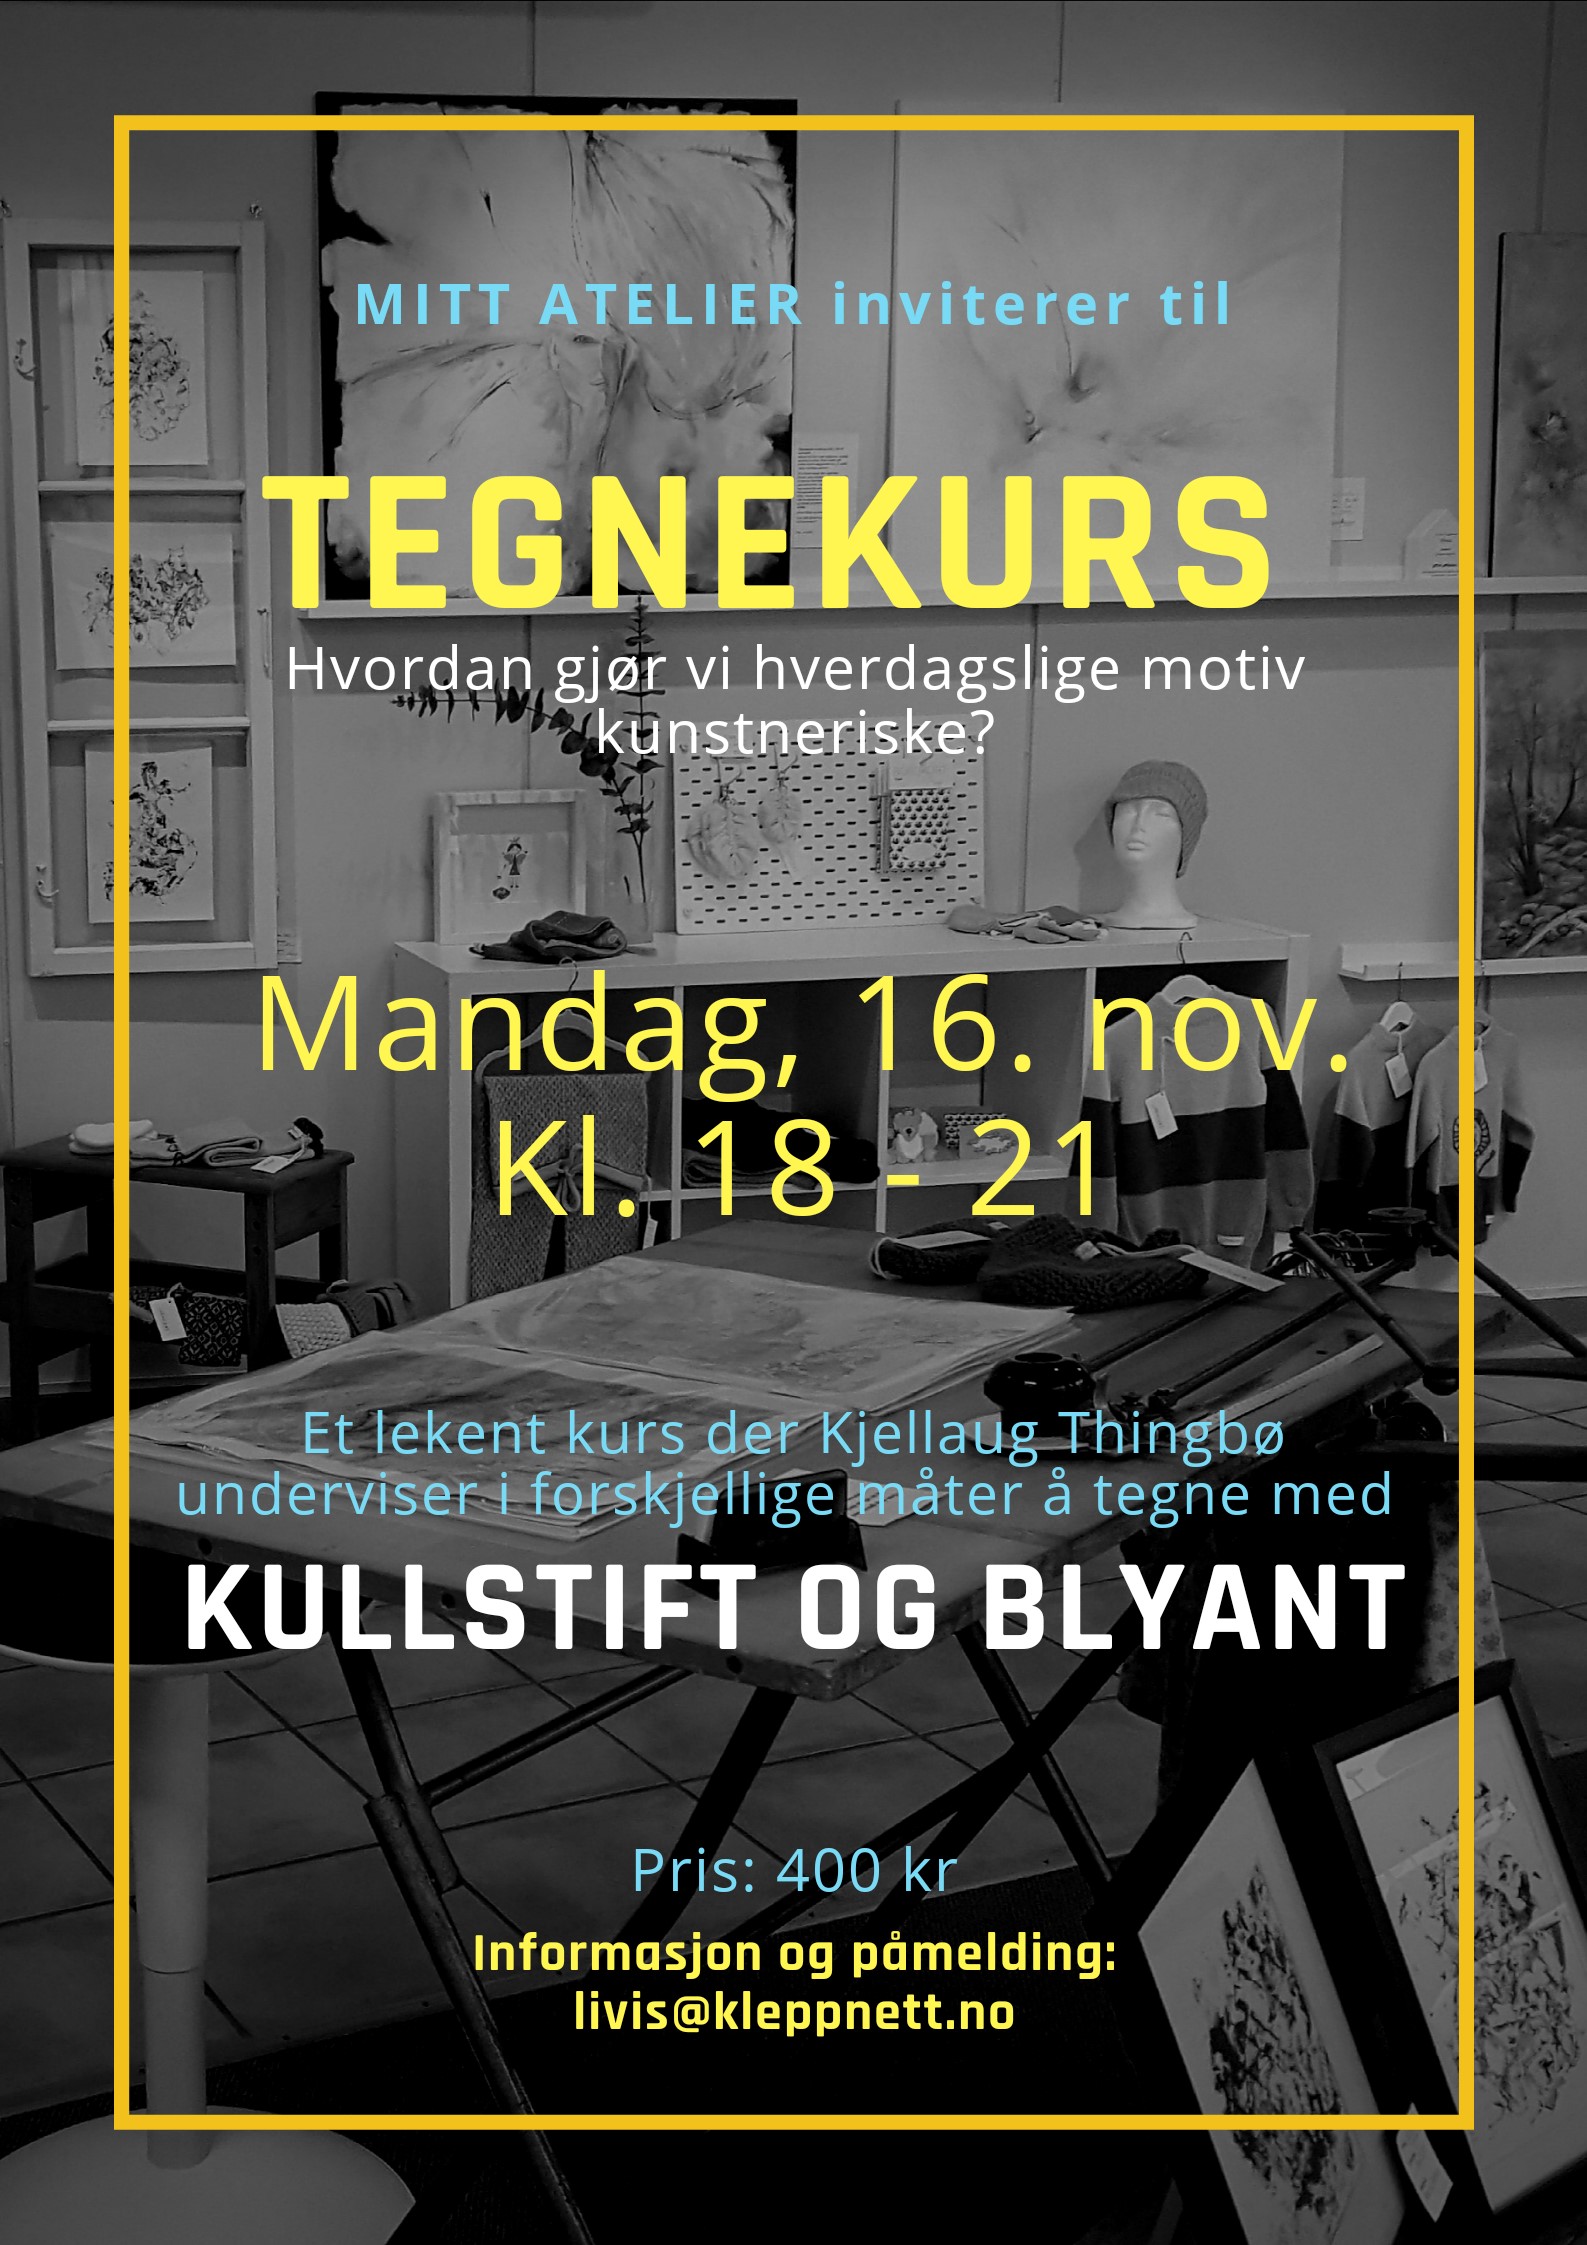 MITT ATELIER inviterer til
TEGNEKURS
Hvordan gjør vi hverdagslige motiv
kunstneriske?
Mandag, 16. nov.
Kl. 18 - 21
Et lekent kurs der Kjellaug Thingbø
underviser i forskjellige måter å tegne med
KULLSTIFT OG BLYANT
Pris: 400 kr
Informasjon og påmelding:
livis@kleppnett.no